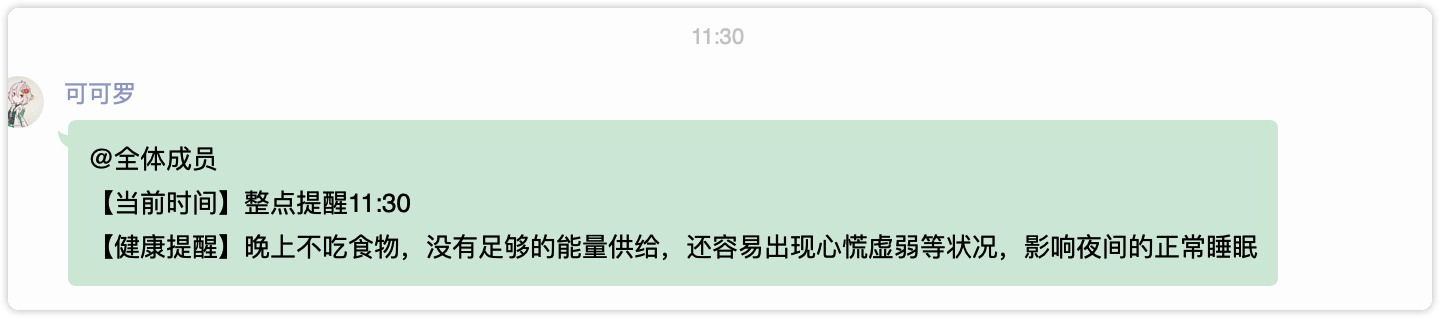 11:30
可可罗
@全体成员
【当前时间】整点提醒11:30
【健康提醒】晚上不吃食物，没有足够的能量供给，还容易出现心慌虚弱等状况，影响夜间的正常睡眠